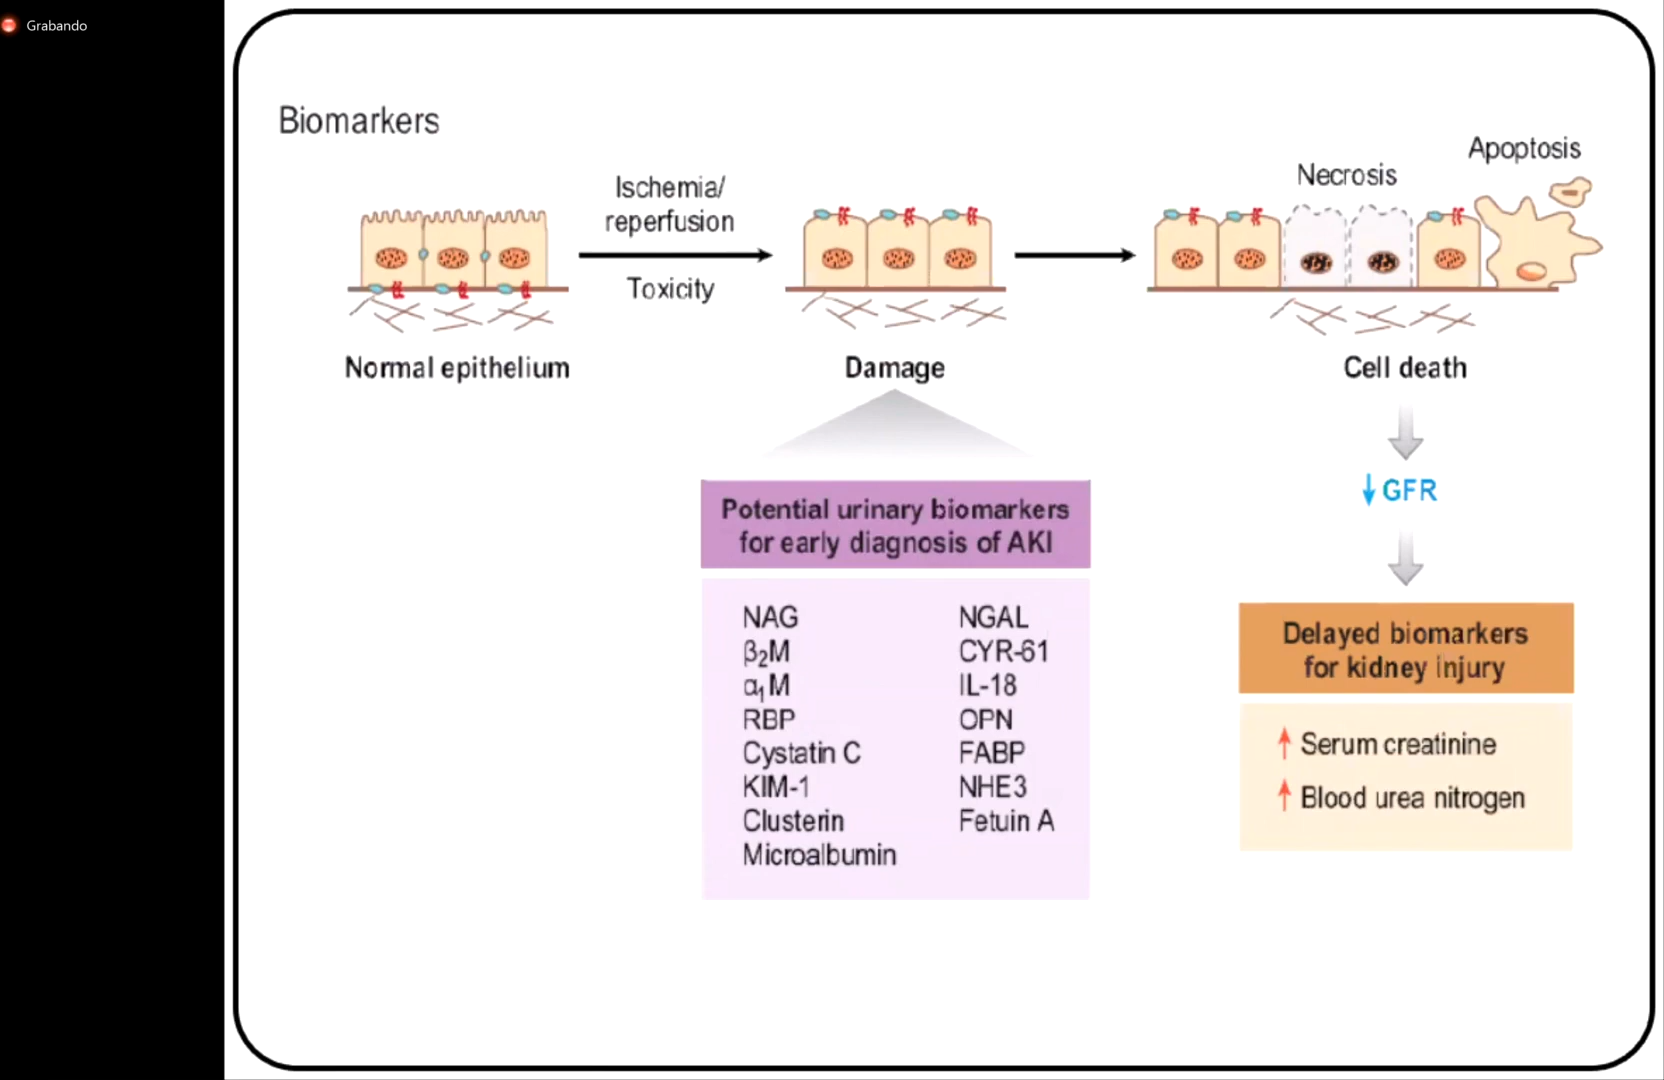 Grabando
Biomarkers
Ischemia/
reperfusion
Toxicity
Necrosis
Apoptosis
Normal epithelium
Damage
Cell death
↓ GFR
Potential urinary biomarkers
for early diagnosis of AKI
NAG
β₂M
α₁M
RBP
Cystatin C
KIM-1
Clusterin
Microalbumin
NGAL
CYR-61
IL-18
OPN
FABP
NHE3
Fetuin A
Delayed biomarkers
for kidney injury
↑ Serum creatinine
↑ Blood urea nitrogen